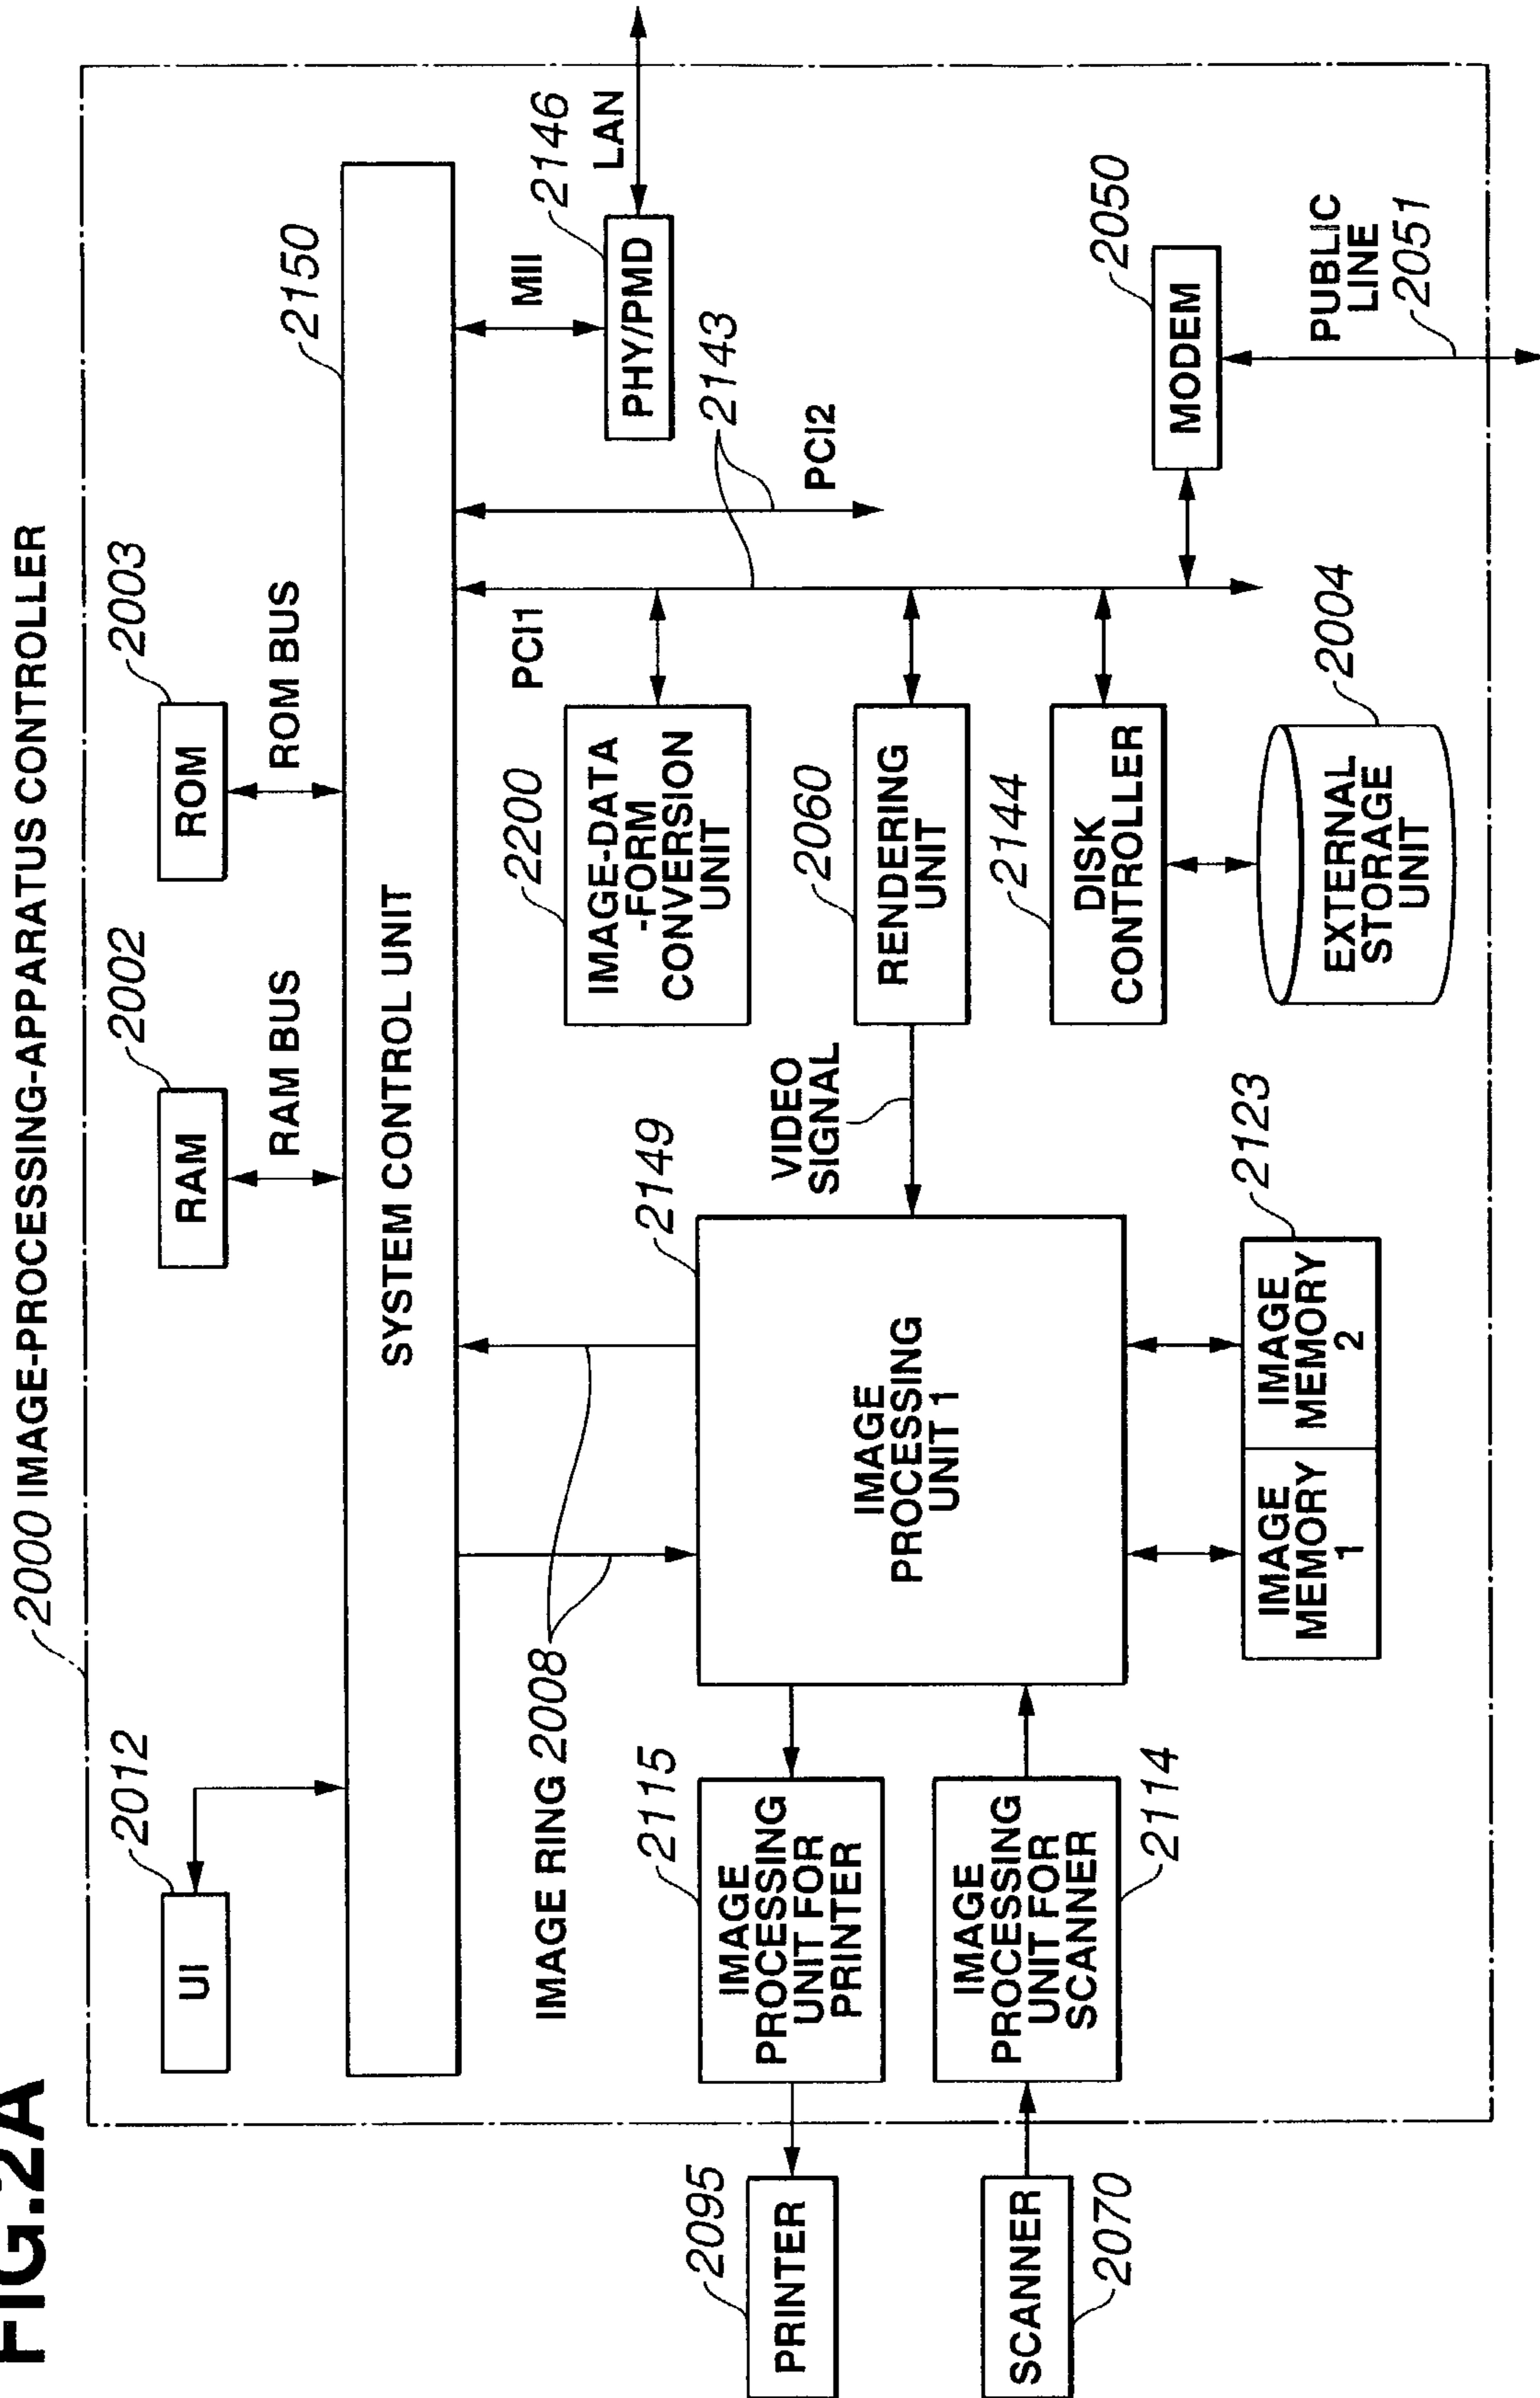 FIG.2A
2000 IMAGE-PROCESSING-APPARATUS CONTROLLER
2012
UI
2002
RAM
RAM BUS
2003
ROM
ROM BUS
2150
SYSTEM CONTROL UNIT
MII
2146
PHY/PMD
LAN
IMAGE RING 2008
2149
IMAGE
PROCESSING
UNIT 1
PCI1
PCI2
2143
2200
IMAGE-DATA
-FORM
CONVERSION
UNIT
2115
IMAGE
PROCESSING
UNIT FOR
PRINTER
2095
PRINTER
VIDEO
SIGNAL
2060
RENDERING
UNIT
IMAGE
PROCESSING
UNIT FOR
SCANNER
2114
SCANNER
2070
2144
DISK
CONTROLLER
2050
MODEM
IMAGE
MEMORY
1
IMAGE
MEMORY
2
2123
EXTERNAL
STORAGE
UNIT
2004
PUBLIC
LINE
2051